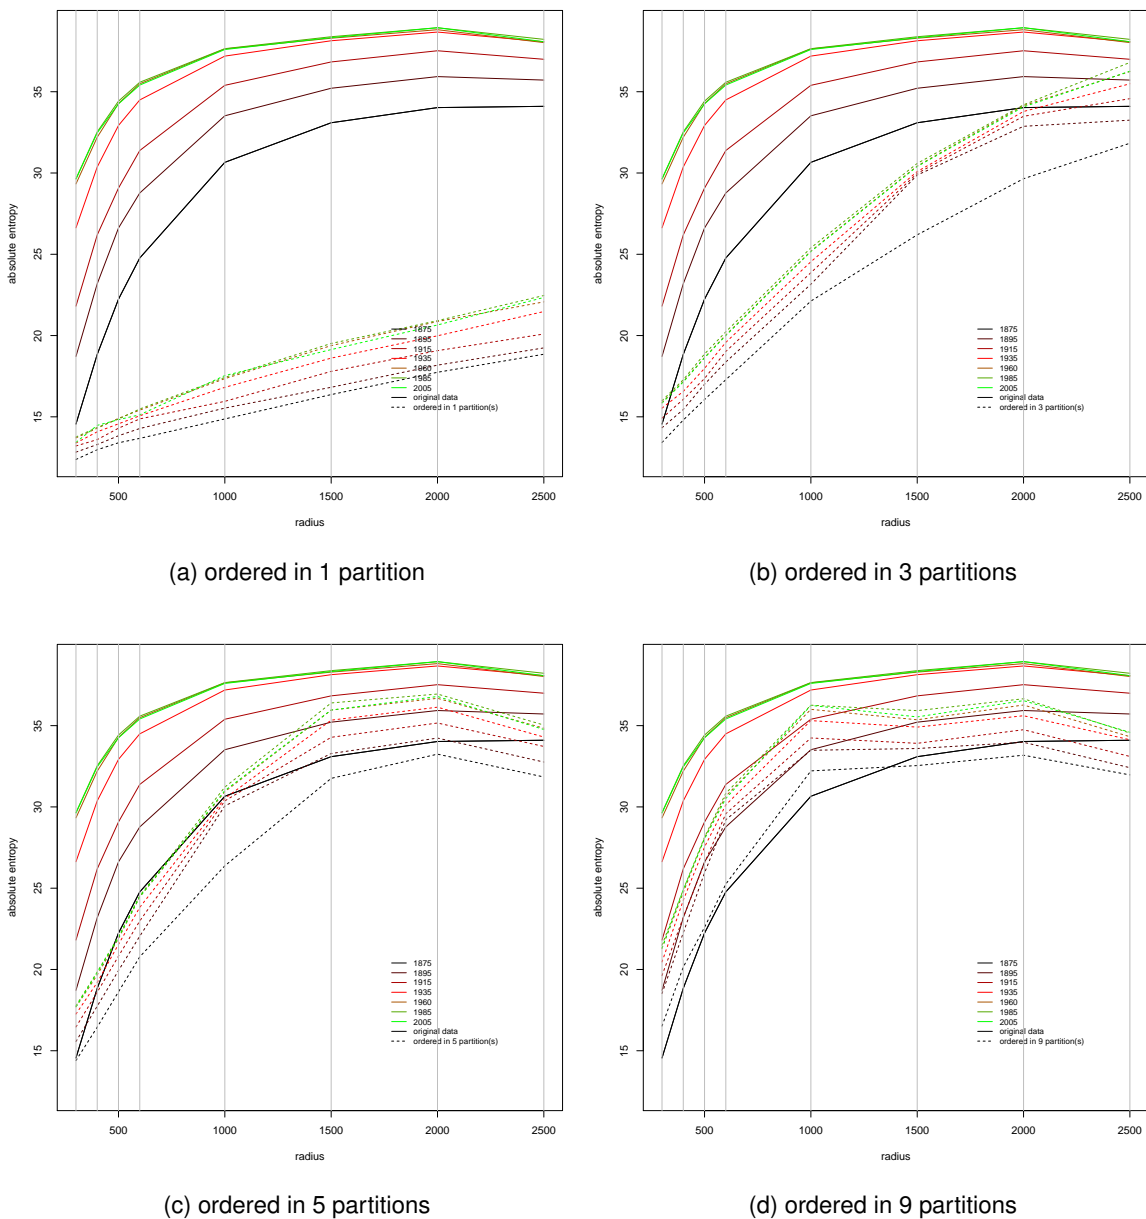 absolute entropy
35
30
25
20
15
1875
1895
1915
1935
1960
1985
2005
original data
ordered in 1 partition(s)
500 1000 1500 2000 2500
radius
(a) ordered in 1 partition
absolute entropy
35
30
25
20
15
1875
1895
1915
1935
1960
1985
2005
original data
ordered in 3 partition(s)
500 1000 1500 2000 2500
radius
(b) ordered in 3 partitions
absolute entropy
35
30
25
20
15
1875
1895
1915
1935
1960
1985
2005
original data
ordered in 5 partition(s)
500 1000 1500 2000 2500
radius
(c) ordered in 5 partitions
absolute entropy
35
30
25
20
15
1875
1895
1915
1935
1960
1985
2005
original data
ordered in 9 partition(s)
500 1000 1500 2000 2500
radius
(d) ordered in 9 partitions